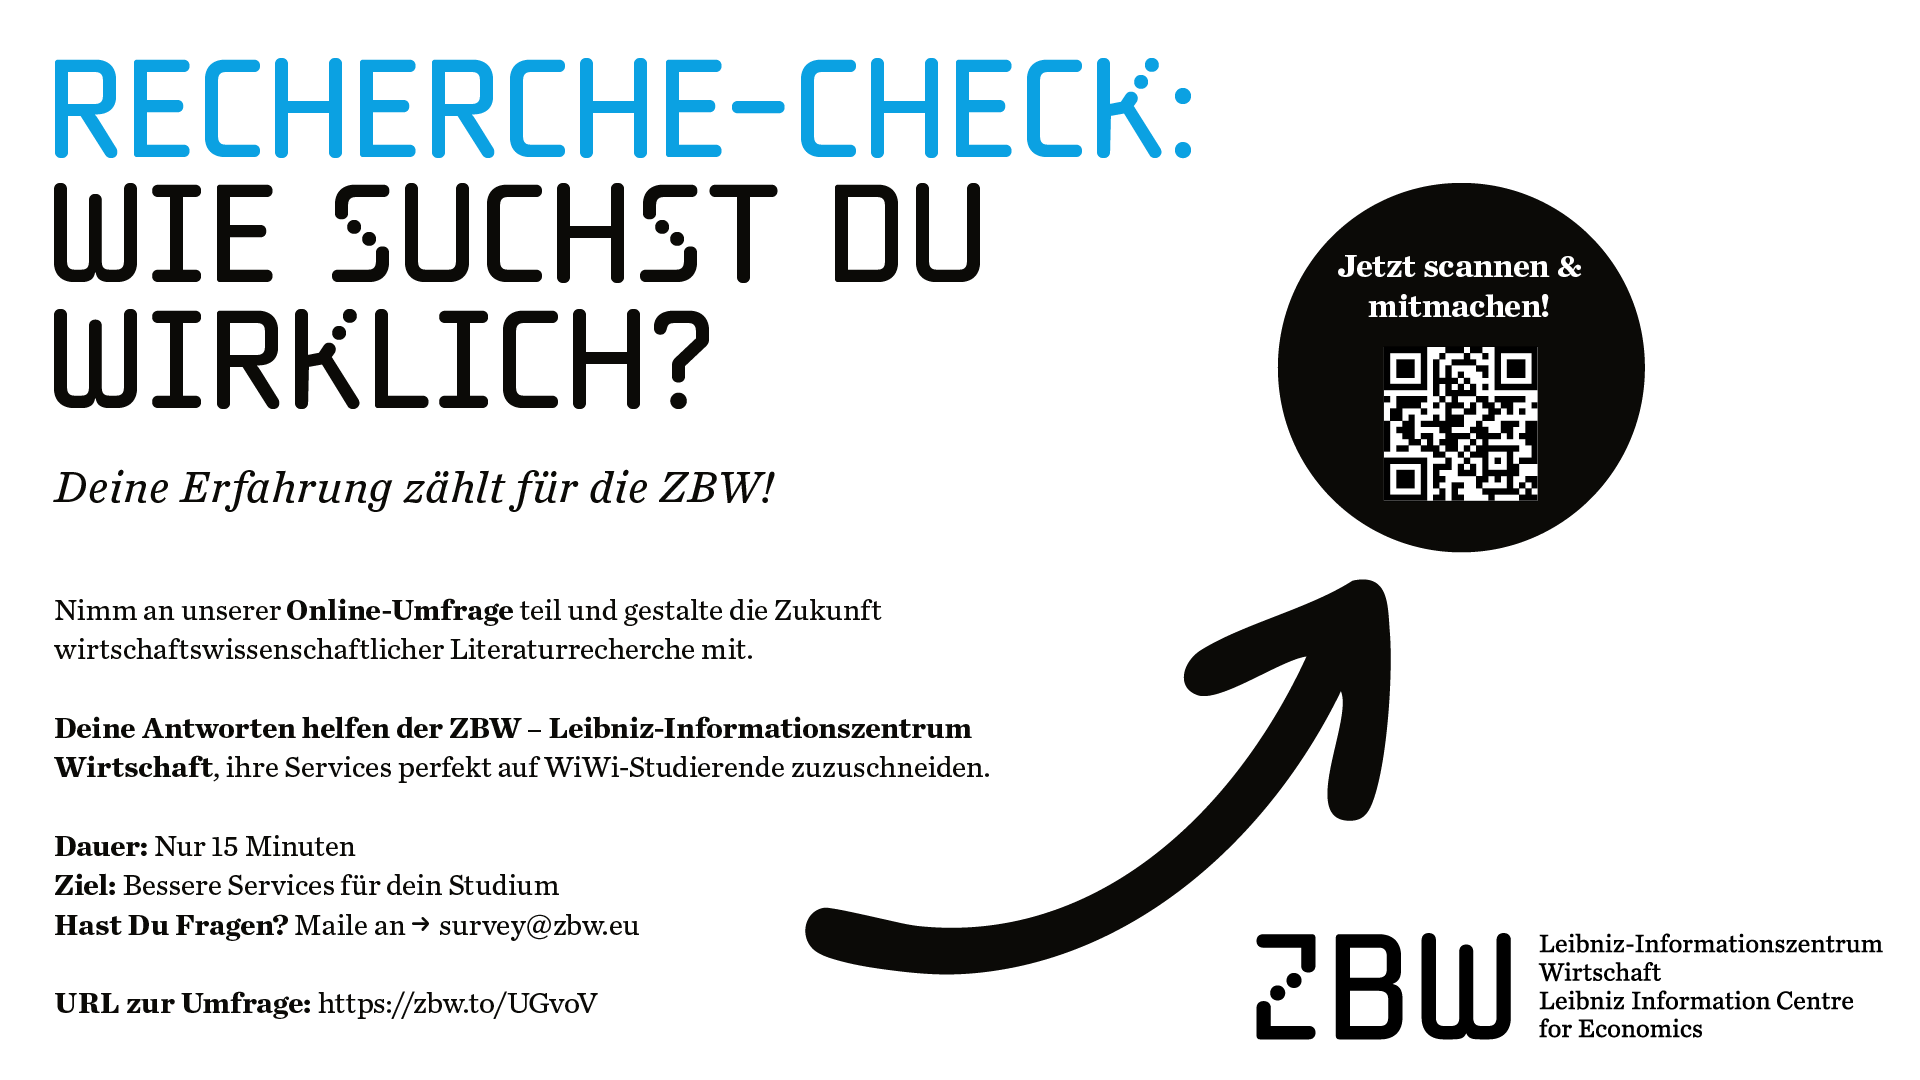 RECHERCHE-CHECK:
WIE SUCHST DU
WIRKLICH?
Deine Erfahrung zählt für die ZBW!
Jetzt scannen &
mitmachen!
Nimm an unserer Online-Umfrage teil und gestalte die Zukunft
wirtschaftswissenschaftlicher Literaturrecherche mit.
Deine Antworten helfen der ZBW – Leibniz-Informationszentrum
Wirtschaft, ihre Services perfekt auf WiWi-Studierende zuzuschneiden.
Dauer: Nur 15 Minuten
Ziel: Bessere Services für dein Studium
Hast Du Fragen? Maile an → survey@zbw.eu
URL zur Umfrage: https://zbw.to/UGvoV
ZBW
Leibniz-Informationszentrum
Wirtschaft
Leibniz Information Centre
for Economics